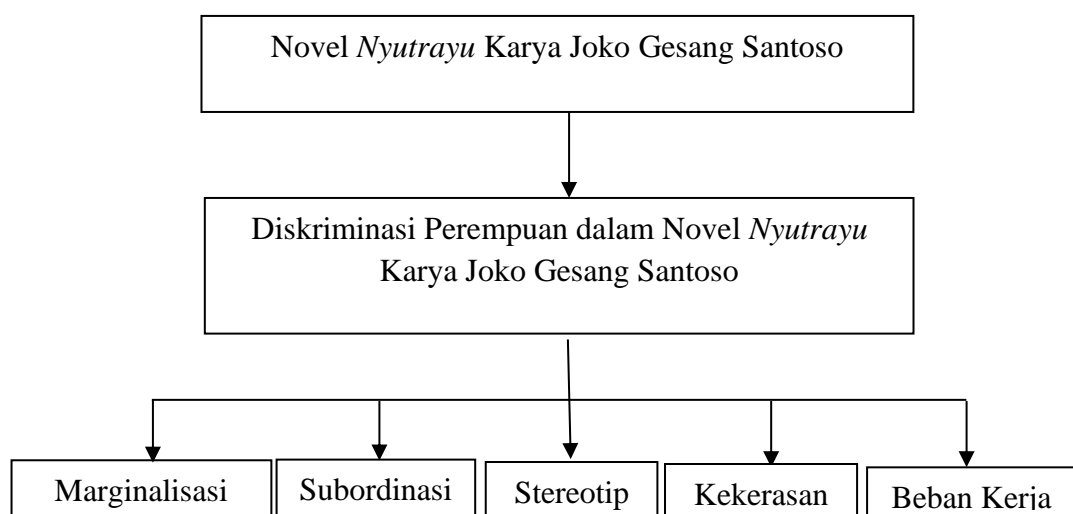 Novel Nyutrayu Karya Joko Gesang Santoso
Diskriminasi Perempuan dalam Novel Nyutrayu
Karya Joko Gesang Santoso
Marginalisasi
Subordinasi
Stereotip
Kekerasan
Beban Kerja